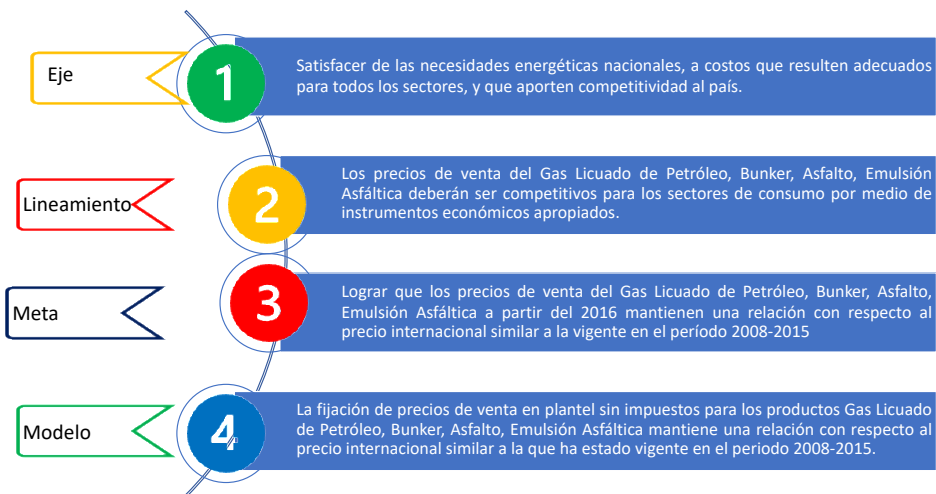 Eje
1
Satisfacer de las necesidades energéticas nacionales, a costos que resulten adecuados
para todos los sectores, y que aporten competitividad al país.
Lineamiento
2
Los precios de venta del Gas Licuado de Petróleo, Bunker, Asfalto, Emulsión
Asfáltica deberán ser competitivos para los sectores de consumo por medio de
instrumentos económicos apropiados.
Meta
3
Lograr que los precios de venta del Gas Licuado de Petróleo, Bunker, Asfalto,
Emulsión Asfáltica a partir del 2016 mantienen una relación con respecto al
precio internacional similar a la vigente en el período 2008-2015
Modelo
4
La fijación de precios de venta en plantel sin impuestos para los productos Gas Licuado
de Petróleo, Bunker, Asfalto, Emulsión Asfáltica mantiene una relación con respecto al
precio internacional similar a la que ha estado vigente en el periodo 2008-2015.